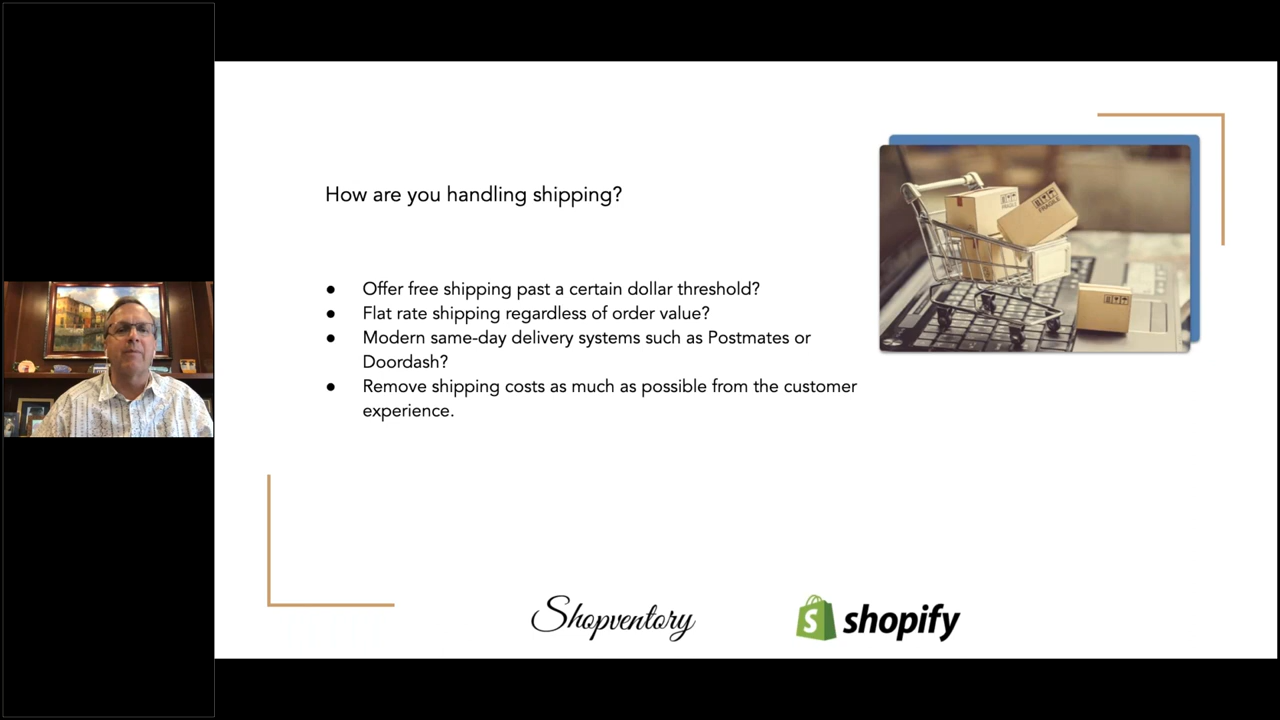 How are you handling shipping?
● Offer free shipping past a certain dollar threshold?
● Flat rate shipping regardless of order value?
● Modern same-day delivery systems such as Postmates or
Doordash?
● Remove shipping costs as much as possible from the customer
experience.
FRAGILE
FRAGILE
Shopventory
shopify